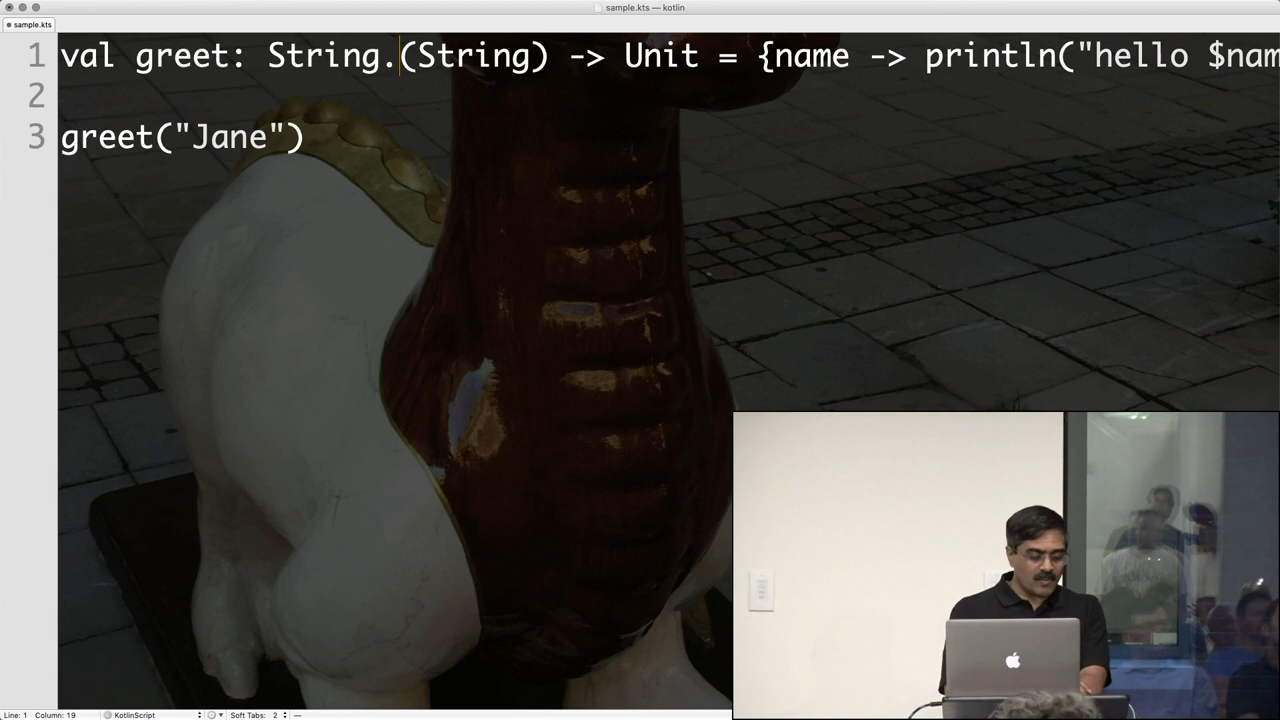 sample.kts — kotlin
sample.kts
1 val greet: String.(String) -> Unit = {name -> println("hello $nam
2
3 greet("Jane")
Line: 1 Column: 19 KotlinScript Soft Tabs: 2 —